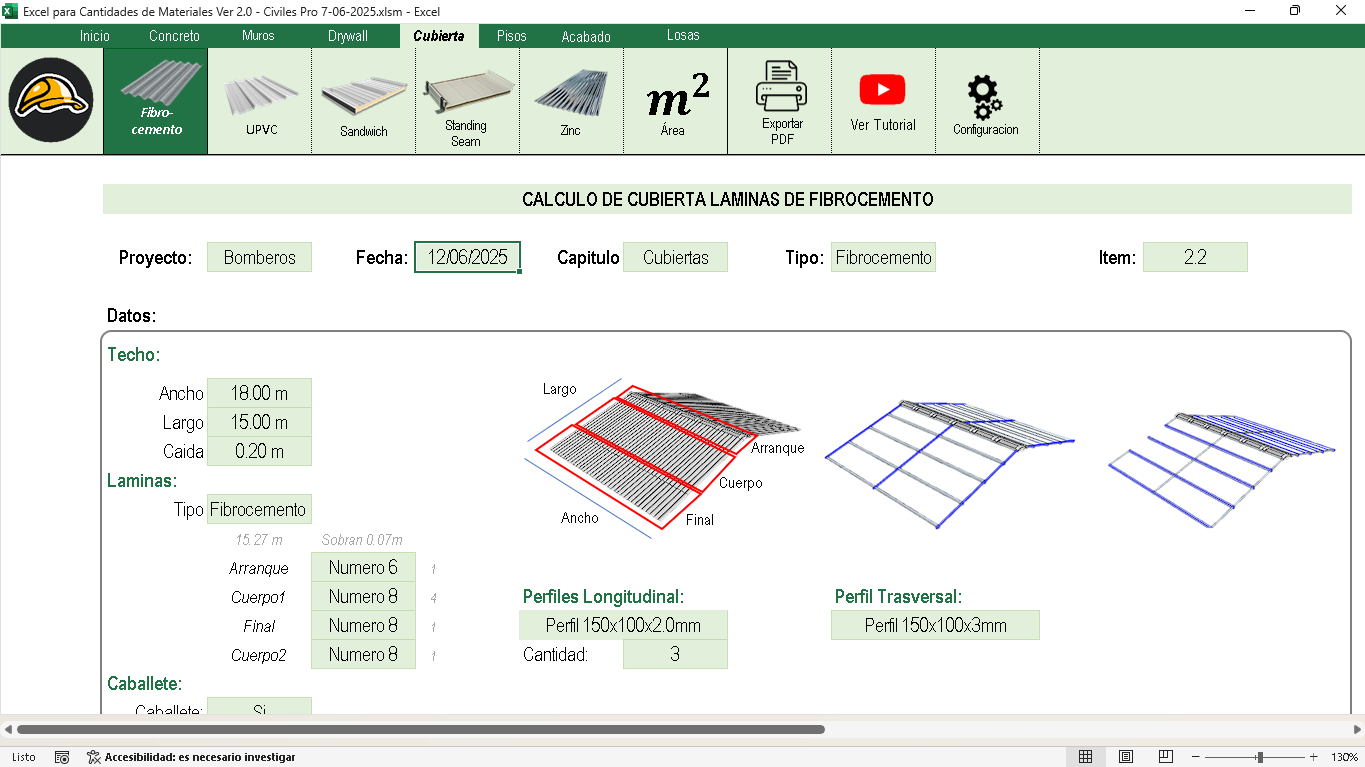 Excel para Cantidades de Materiales Ver 2.0 - Civiles Pro 7-06-2025.xlsm - Excel
Inicio Concreto Muros Drywall Cubierta Pisos Acabado Losas
Fibro-
cemento
UPVC
Sandwich
Standing
Seam
Zinc
m²
Área
Exportar
PDF
Ver Tutorial
Configuracion
CALCULO DE CUBIERTA LAMINAS DE FIBROCEMENTO
Proyecto: Bomberos Fecha: 12/06/2025 Capitulo Cubiertas Tipo: Fibrocemento Item: 2.2
Datos:
Techo:
Ancho 18.00 m
Largo 15.00 m
Caida 0.20 m
Laminas:
Tipo Fibrocemento
15.27 m Sobran 0.07m
Arranque Numero 6 1
Cuerpo1 Numero 8 4
Final Numero 8 1
Cuerpo2 Numero 8 1
Caballete:
Caballete: Si
Largo
Arranque
Cuerpo
Ancho
Final
Perfiles Longitudinal:
Perfil 150x100x2.0mm
Cantidad: 3
Perfil Trasversal:
Perfil 150x100x3mm
Listo
Accesibilidad: es necesario investigar
130%